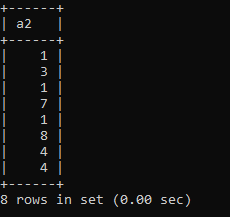 +------+
| a2   |
+------+
|    1 |
|    3 |
|    1 |
|    7 |
|    1 |
|    8 |
|    4 |
|    4 |
+------+
8 rows in set (0.00 sec)